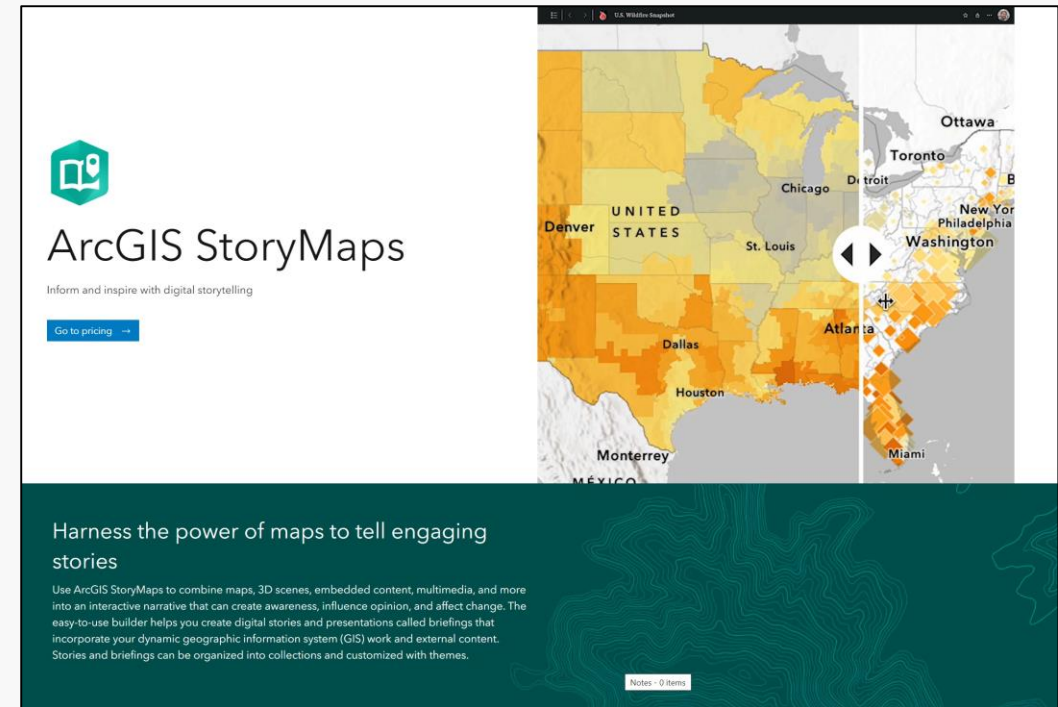 U.S. Wildfire Snapshot
ArcGIS StoryMaps
Inform and inspire with digital storytelling
Go to pricing →
Ottawa
Toronto
Detroit
Chicago
New Yor
Philadelphia
UNITED
STATES
Denver
St. Louis
Washington
Atlanta
Dallas
Houston
Monterrey
Miami
MÉXICO
Harness the power of maps to tell engaging
stories
Use ArcGIS StoryMaps to combine maps, 3D scenes, embedded content, multimedia, and more
into an interactive narrative that can create awareness, influence opinion, and affect change. The
easy-to-use builder helps you create digital stories and presentations called briefings that
incorporate your dynamic geographic information system (GIS) work and external content.
Stories and briefings can be organized into collections and customized with themes.
Notes - 0 items